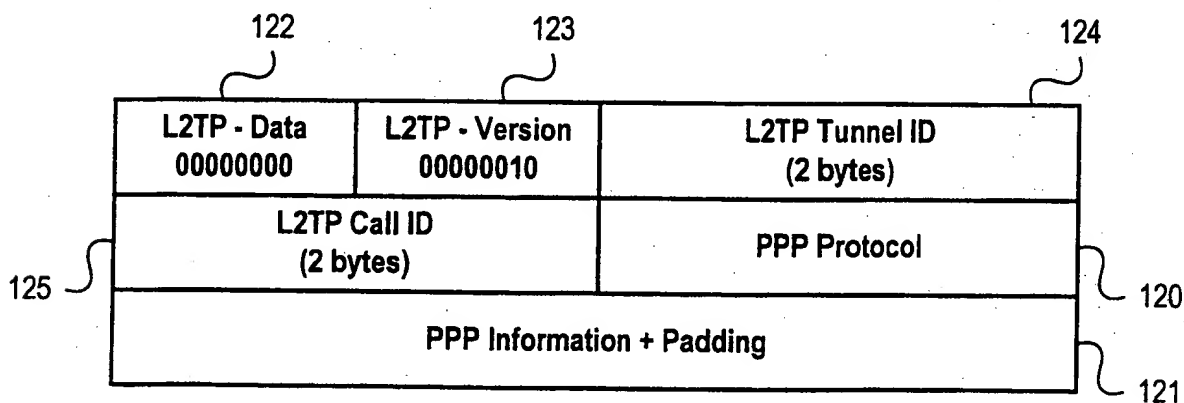 122
123
124
L2TP - Data
00000000
L2TP - Version
00000010
L2TP Tunnel ID
(2 bytes)
L2TP Call ID
(2 bytes)
PPP Protocol
125
120
PPP Information + Padding
121